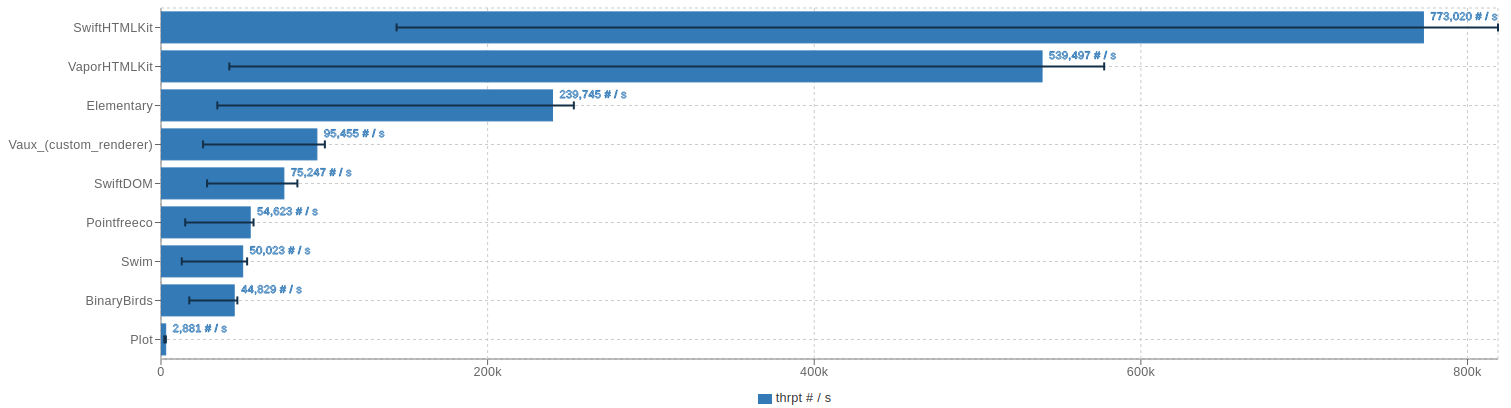 SwiftHTMLKit 773,020 # / s
VaporHTMLKit 539,497 # / s
Elementary 239,745 # / s
Vaux_(custom_renderer) 95,455 # / s
SwiftDOM 75,247 # / s
Pointfreeco 54,623 # / s
Swim 50,023 # / s
BinaryBirds 44,829 # / s
Plot 2,881 # / s
0 200k 400k 600k 800k
thrpt # / s